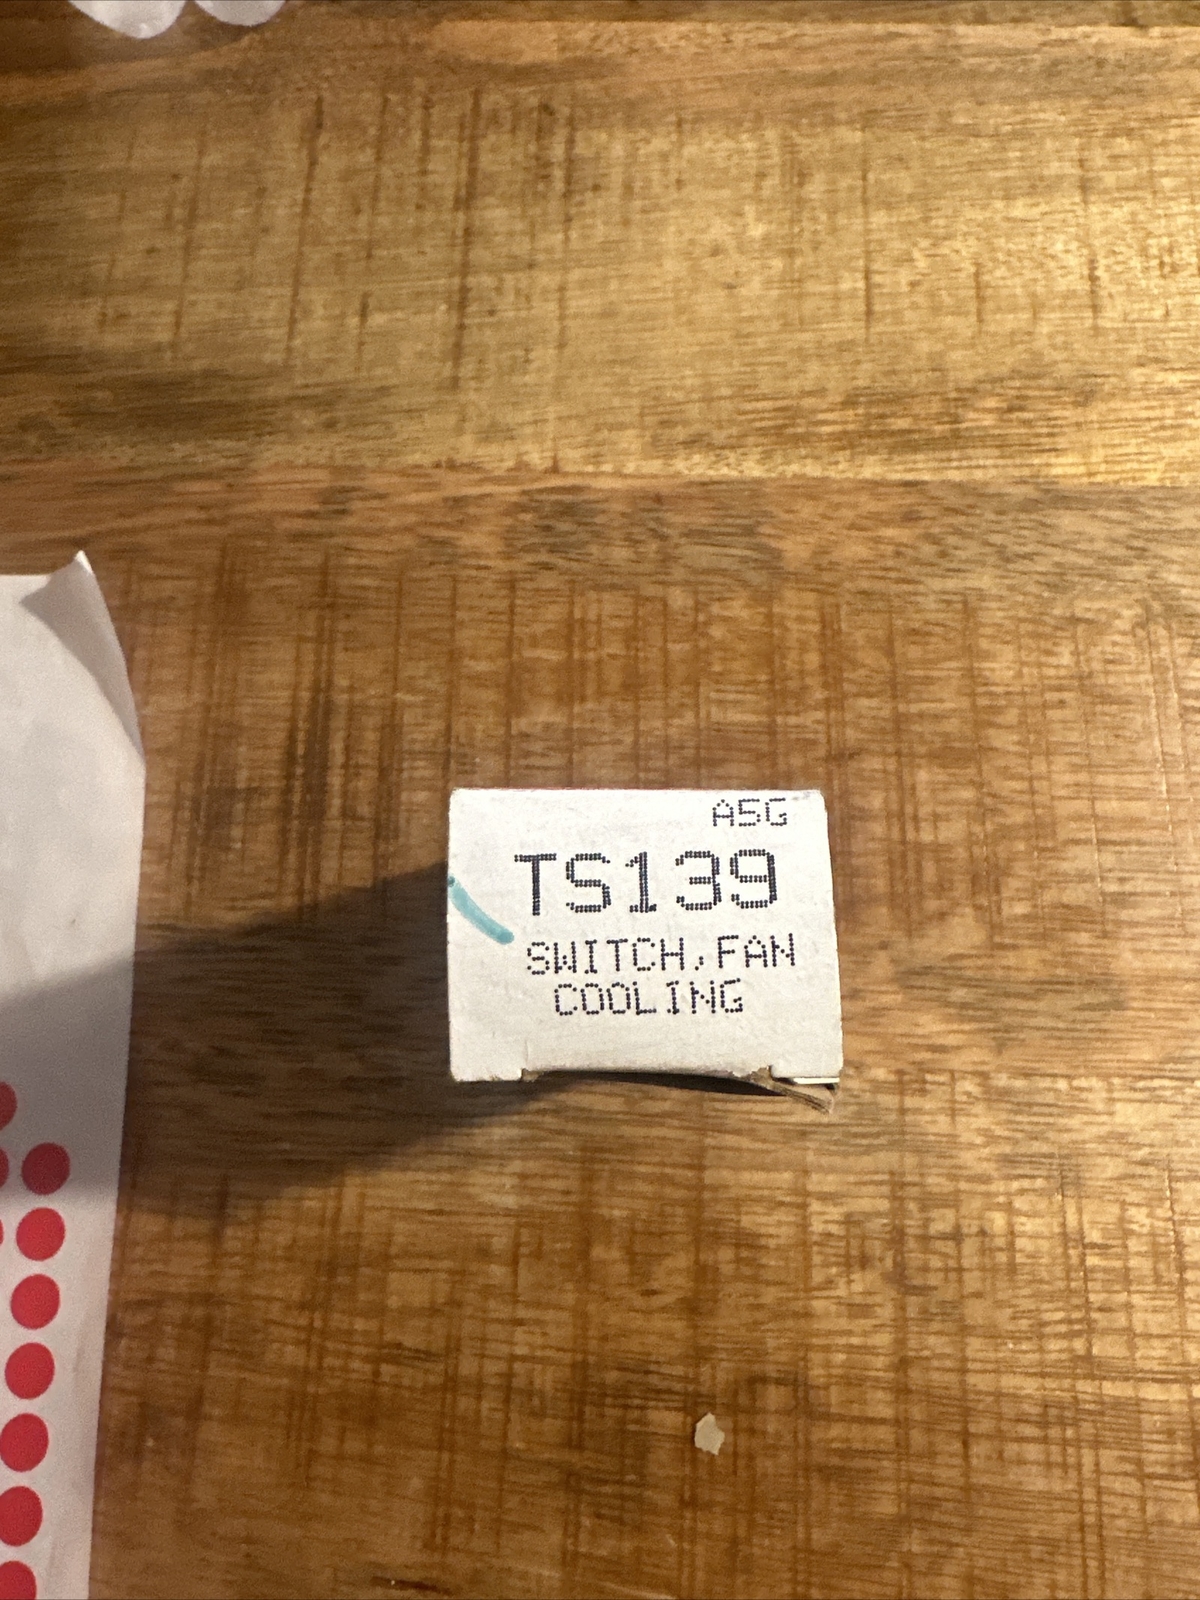 ASG
TS139
SWITCH,FAN
COOLING